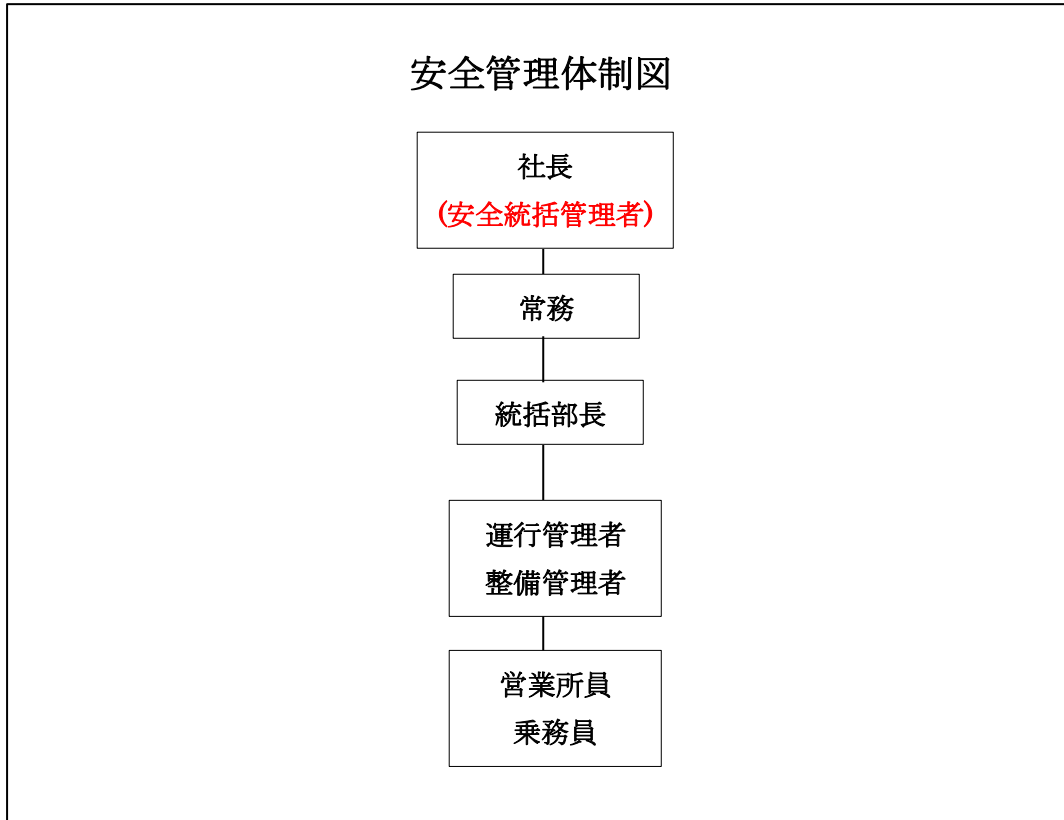 安全管理体制図
社長
(安全統括管理者)
常務
統括部長
運行管理者
整備管理者
営業所員
乗務員